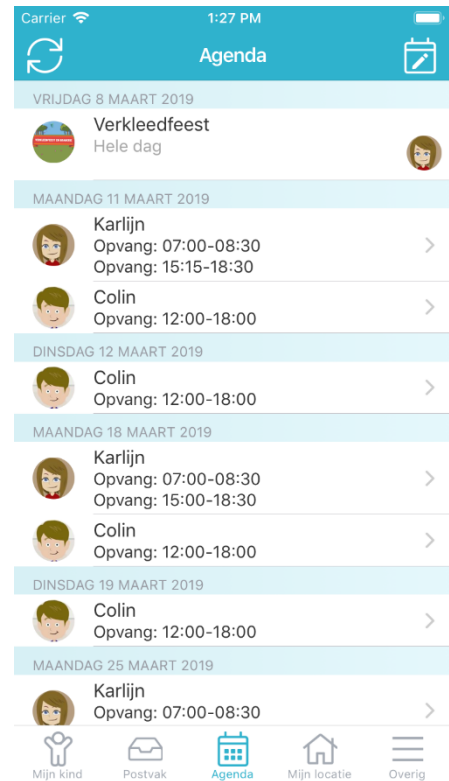 Carrier 1:27 PM
Agenda
VRIJDAG 8 MAART 2019
Verkleedfeest
Hele dag
MAANDAG 11 MAART 2019
Karlijn
Opvang: 07:00-08:30
Opvang: 15:15-18:30
Colin
Opvang: 12:00-18:00
DINSDAG 12 MAART 2019
Colin
Opvang: 12:00-18:00
MAANDAG 18 MAART 2019
Karlijn
Opvang: 07:00-08:30
Opvang: 15:00-18:30
Colin
Opvang: 12:00-18:00
DINSDAG 19 MAART 2019
Colin
Opvang: 12:00-18:00
MAANDAG 25 MAART 2019
Karlijn
Opvang: 07:00-08:30
Mijn kind Postvak Agenda Mijn locatie Overig